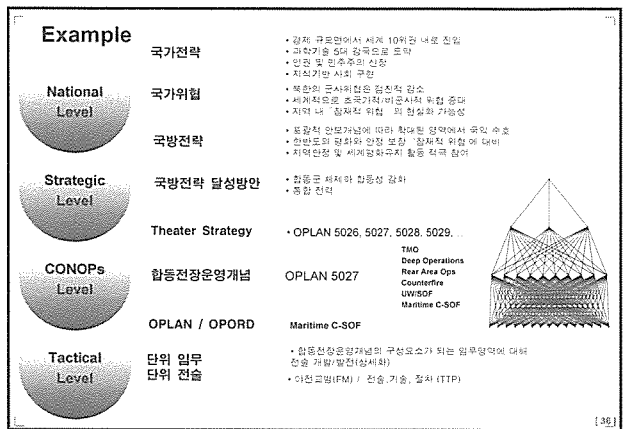 Example
국가전략
• 경제 규모면에서 세계 10위권 내로 진입
• 과학기술 5대 강국으로 도약
• 인권 및 민주주의 신장
• 지식기반 사회 구현
National
Level
국가위협
• 북한의 군사위협은 점진적 감소
• 세계적으로 초국가적/비군사적 위협 증대
• 지역 내 「잠재적 위협」의 현실화 가능성
국방전략
• 포괄적 안보개념에 따라 확대된 영역에서 국익 수호
• 한반도의 평화와 안정 보장 「잠재적 위협」에 대비
• 지역안정 및 세계평화유지 활동 적극 참여
Strategic
Level
국방전략 달성방안
• 합동군 체제하 합동성 강화
• 통합 전력
Theater Strategy
• OPLAN 5026, 5027, 5028, 5029, ..
CONOPs
Level
합동전장운영개념
OPLAN 5027
TMO
Deep Operations
Rear Area Ops
Counterfire
UW/SOF
Maritime C-SOF
OPLAN / OPORD
Maritime C-SOF
Tactical
Level
단위 임무
단위 전술
• 합동전장운영개념의 구성요소가 되는 임무영역에 대해
전술 개발/발전(상세화)
• 야전교범(FM) / 전술,기술, 절차 (TTP)
[36]